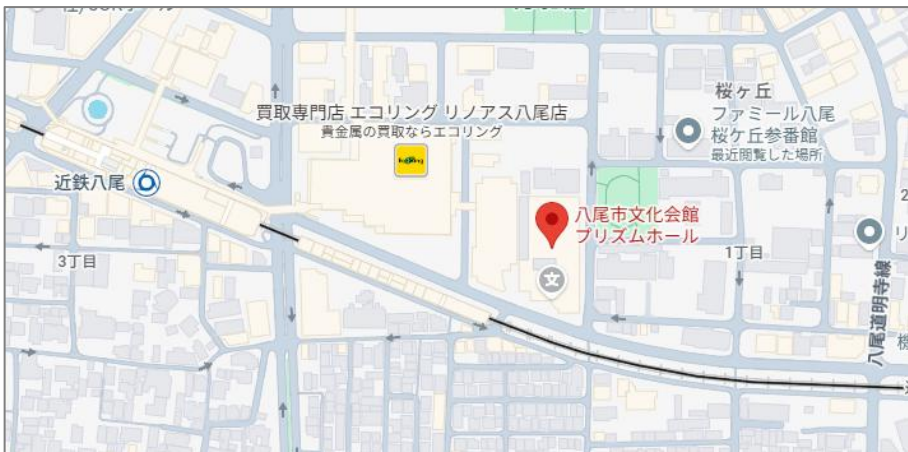 買取専門店 エコリング リノアス八尾店
貴金属の買取ならエコリング
桜ヶ丘
ファミール八尾
桜ケ丘参番館
最近閲覧した場所
近鉄八尾
八尾市文化会館
プリズムホール
文
3丁目
1丁目
八尾道明寺線